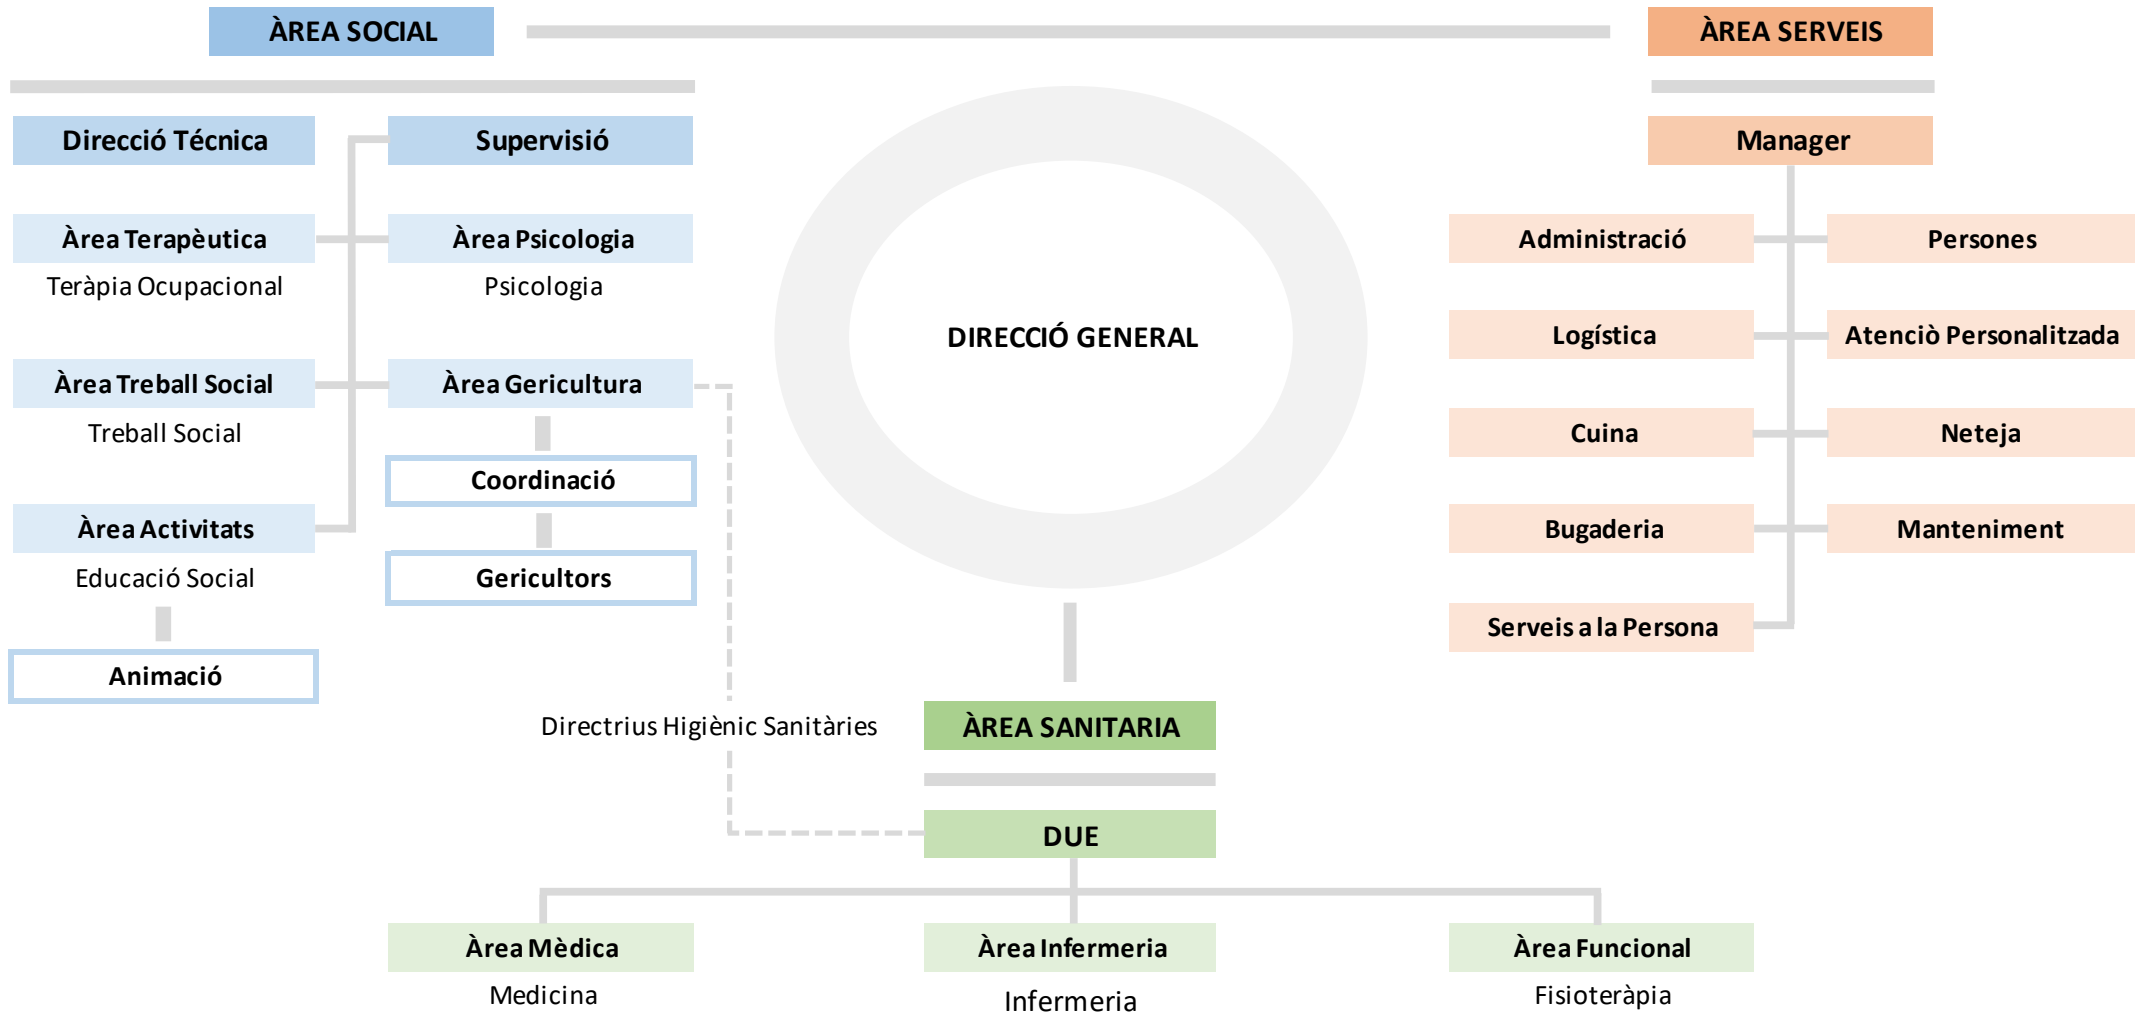 ÀREA SOCIAL
ÀREA SERVEIS
Direcció Técnica
Supervisió
Manager
Àrea Terapèutica
Àrea Psicologia
Administració
Persones
Teràpia Ocupacional
Psicologia
DIRECCIÓ GENERAL
Logística
Atenciò Personalitzada
Àrea Treball Social
Àrea Gericultura
Treball Social
Cuina
Neteja
Coordinació
Àrea Activitats
Bugaderia
Manteniment
Educació Social
Gericultors
Serveis a la Persona
Animació
Directrius Higiènic Sanitàries
ÀREA SANITARIA
DUE
Àrea Mèdica
Àrea Infermeria
Àrea Funcional
Medicina
Infermeria
Fisioteràpia